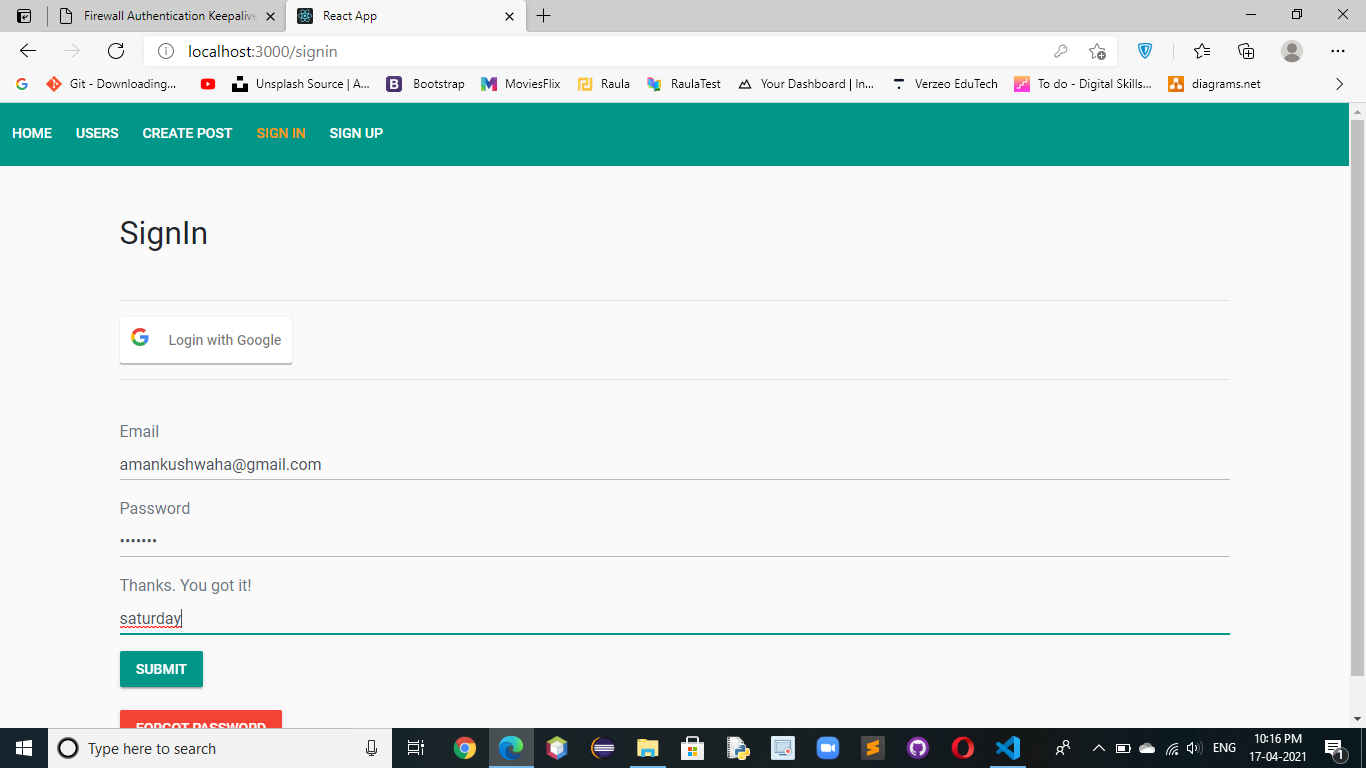 Firewall Authentication Keepalive
React App
localhost:3000/signin
Git - Downloading... Unsplash Source | A... Bootstrap MoviesFlix Raula RaulaTest Your Dashboard | In... Verzeo EduTech To do - Digital Skills... diagrams.net
HOME USERS CREATE POST SIGN IN SIGN UP
SignIn
Login with Google
Email
amankushwaha@gmail.com
Password
•••••••
Thanks. You got it!
saturday
SUBMIT
FORGOT PASSWORD
Type here to search
ENG
10:16 PM
17-04-2021
1